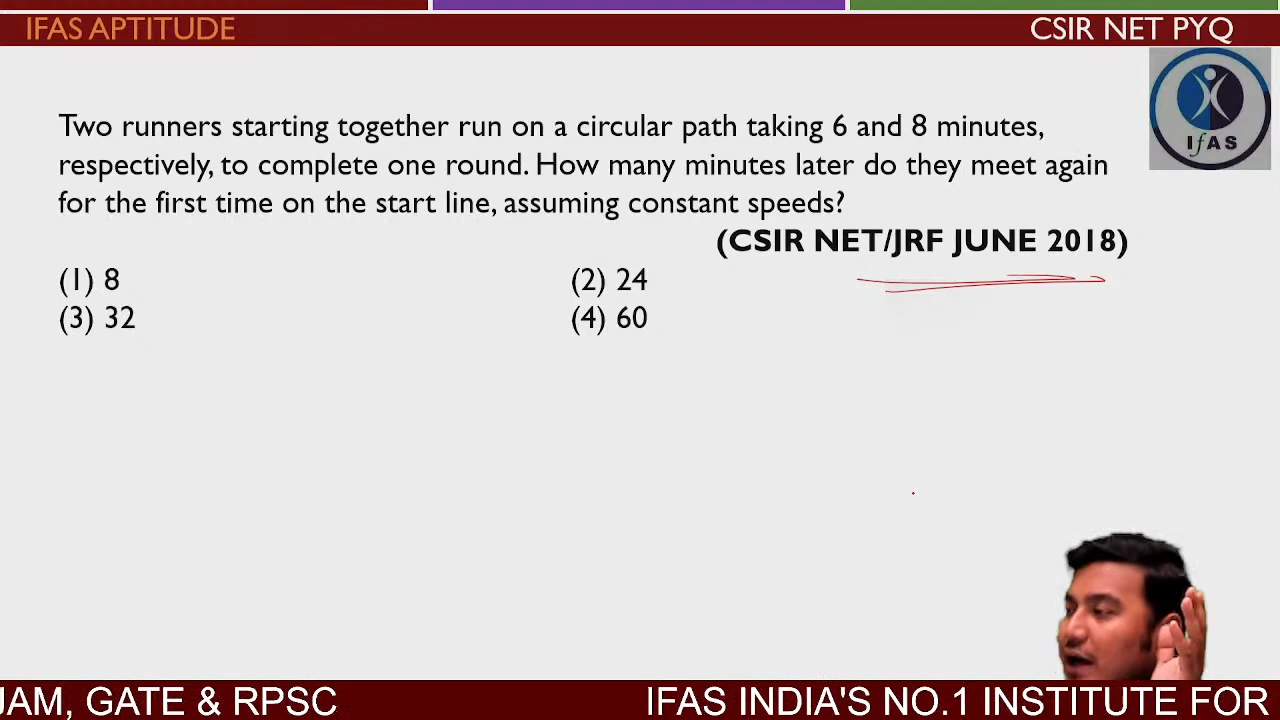 IFAS APTITUDE
CSIR NET PYQ
IfAS
Two runners starting together run on a circular path taking 6 and 8 minutes,
respectively, to complete one round. How many minutes later do they meet again
for the first time on the start line, assuming constant speeds?
(CSIR NET/JRF JUNE 2018)
(1) 8
(2) 24
(3) 32
(4) 60
JAM, GATE & RPSC
IFAS INDIA'S NO.1 INSTITUTE FOR